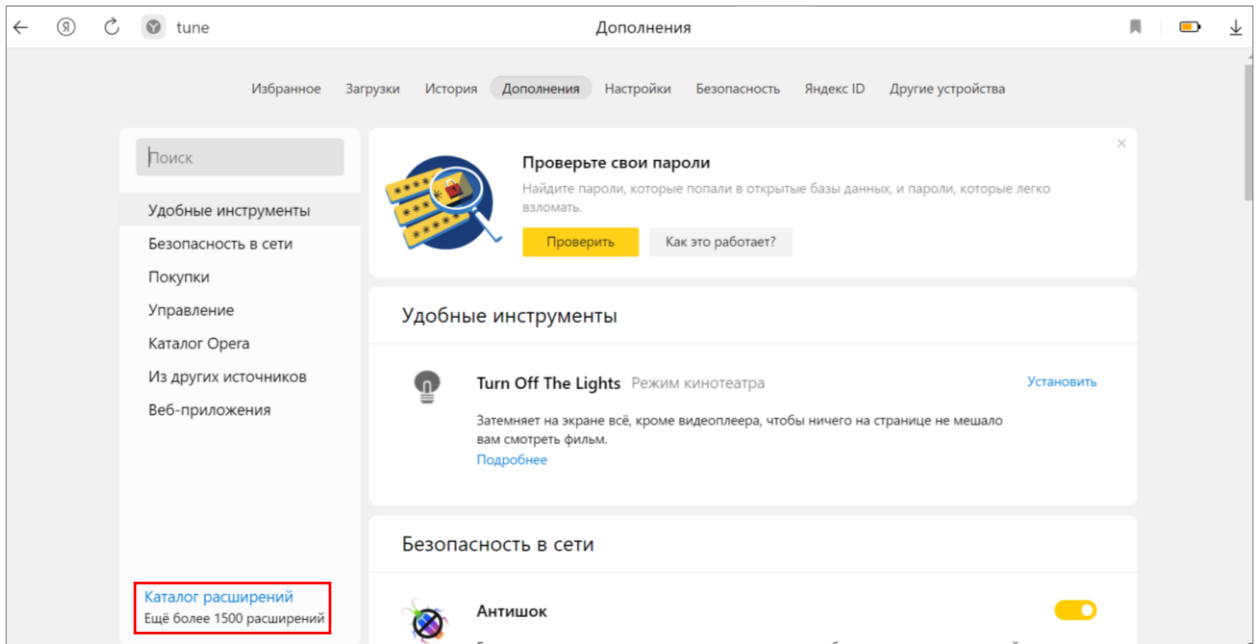 Я tune Дополнения
Избранное Загрузки История Дополнения Настройки Безопасность Яндекс ID Другие устройства
Поиск
Удобные инструменты
Безопасность в сети
Покупки
Управление
Каталог Opera
Из других источников
Веб-приложения
Каталог расширений
Ещё более 1500 расширений
Проверьте свои пароли
Найдите пароли, которые попали в открытые базы данных, и пароли, которые легко
взломать.
Проверить Как это работает?
Удобные инструменты
Turn Off The Lights Режим кинотеатра Установить
Затемняет на экране всё, кроме видеоплеера, чтобы ничего на странице не мешало
вам смотреть фильм.
Подробнее
Безопасность в сети
Антишок